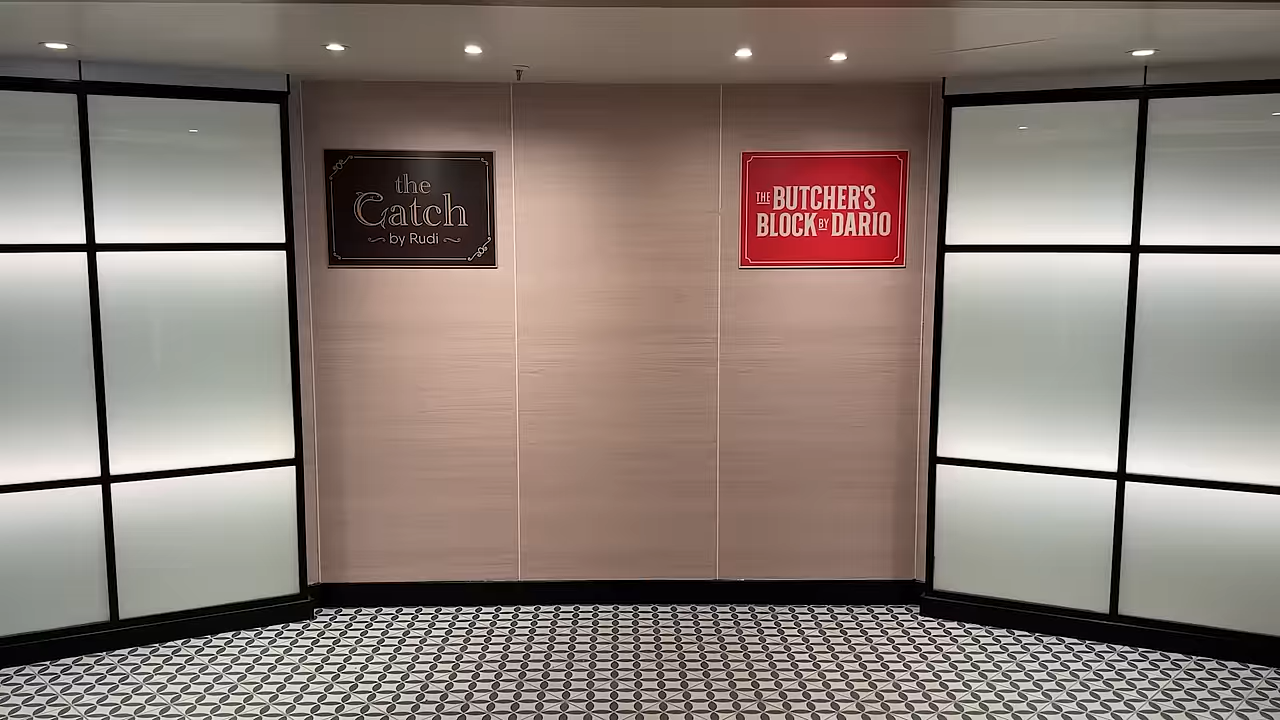 the
Catch
by Rudi
THE BUTCHER'S
BLOCK BY DARIO